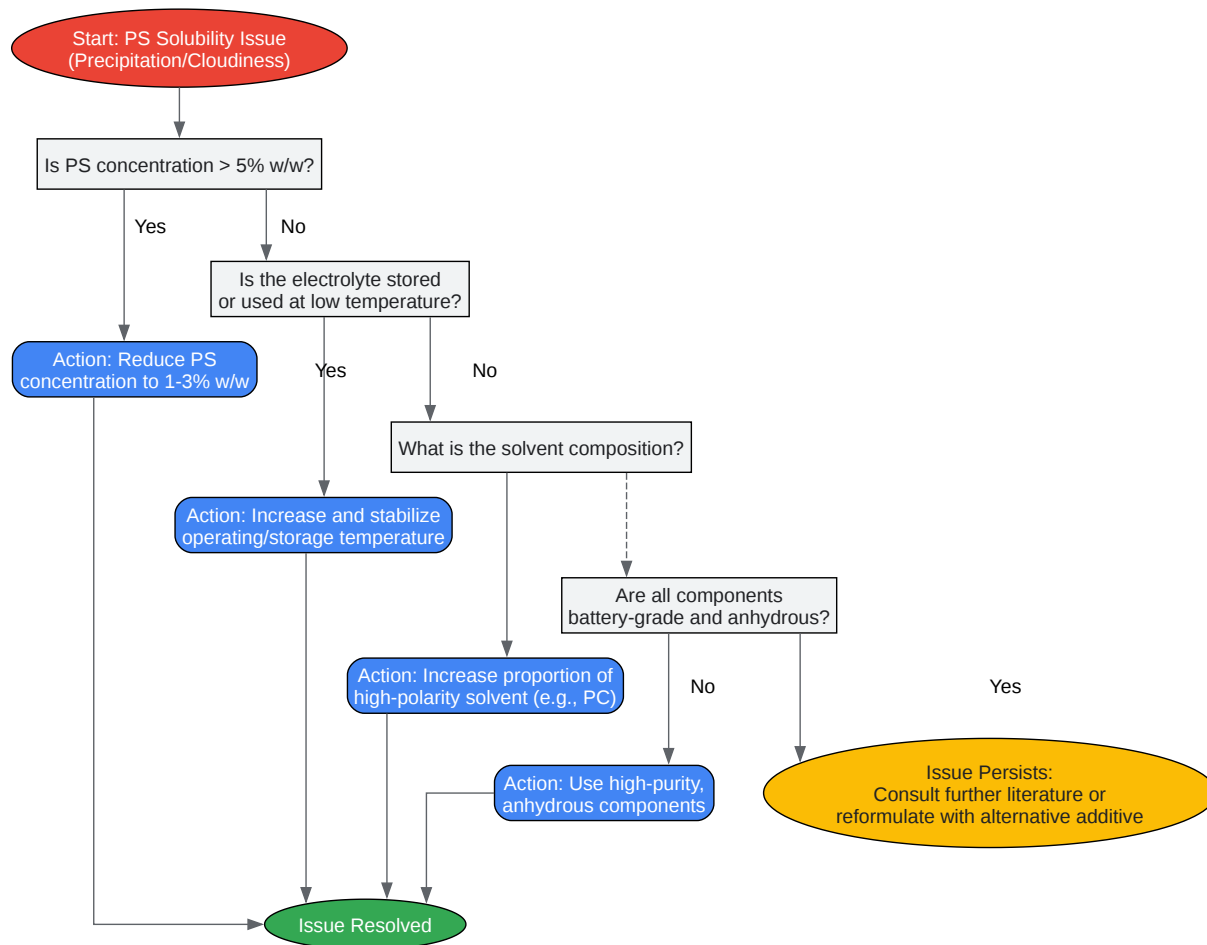 Start: PS Solubility Issue
(Precipitation/Cloudiness)
Is PS concentration > 5% w/w?
Yes
No
Is the electrolyte stored
or used at low temperature?
Action: Reduce PS
concentration to 1-3% w/w
Yes
No
What is the solvent composition?
Action: Increase and stabilize
operating/storage temperature
Are all components
battery-grade and anhydrous?
Action: Increase proportion of
high-polarity solvent (e.g., PC)
No
Yes
Action: Use high-purity,
anhydrous components
Issue Persists:
Consult further literature or
reformulate with alternative additive
Issue Resolved